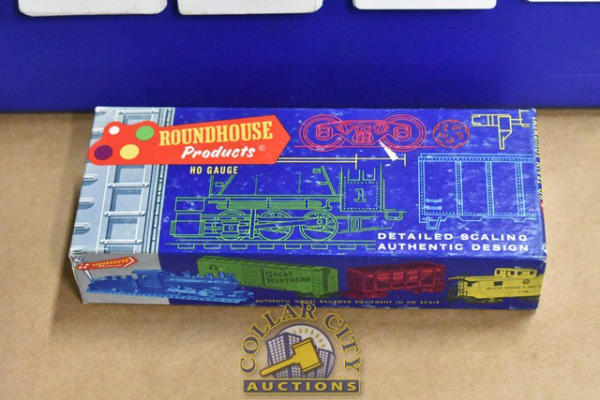 ROUNDHOUSE
Products©
HO GAUGE
DETAILED SCALING
AUTHENTIC DESIGN
ROUNDHOUSE
GREAT
NORTHERN
AUTHENTIC MODEL RAILROAD EQUIPMENT IN HO SCALE
COLLAR CITY
AUCTIONS